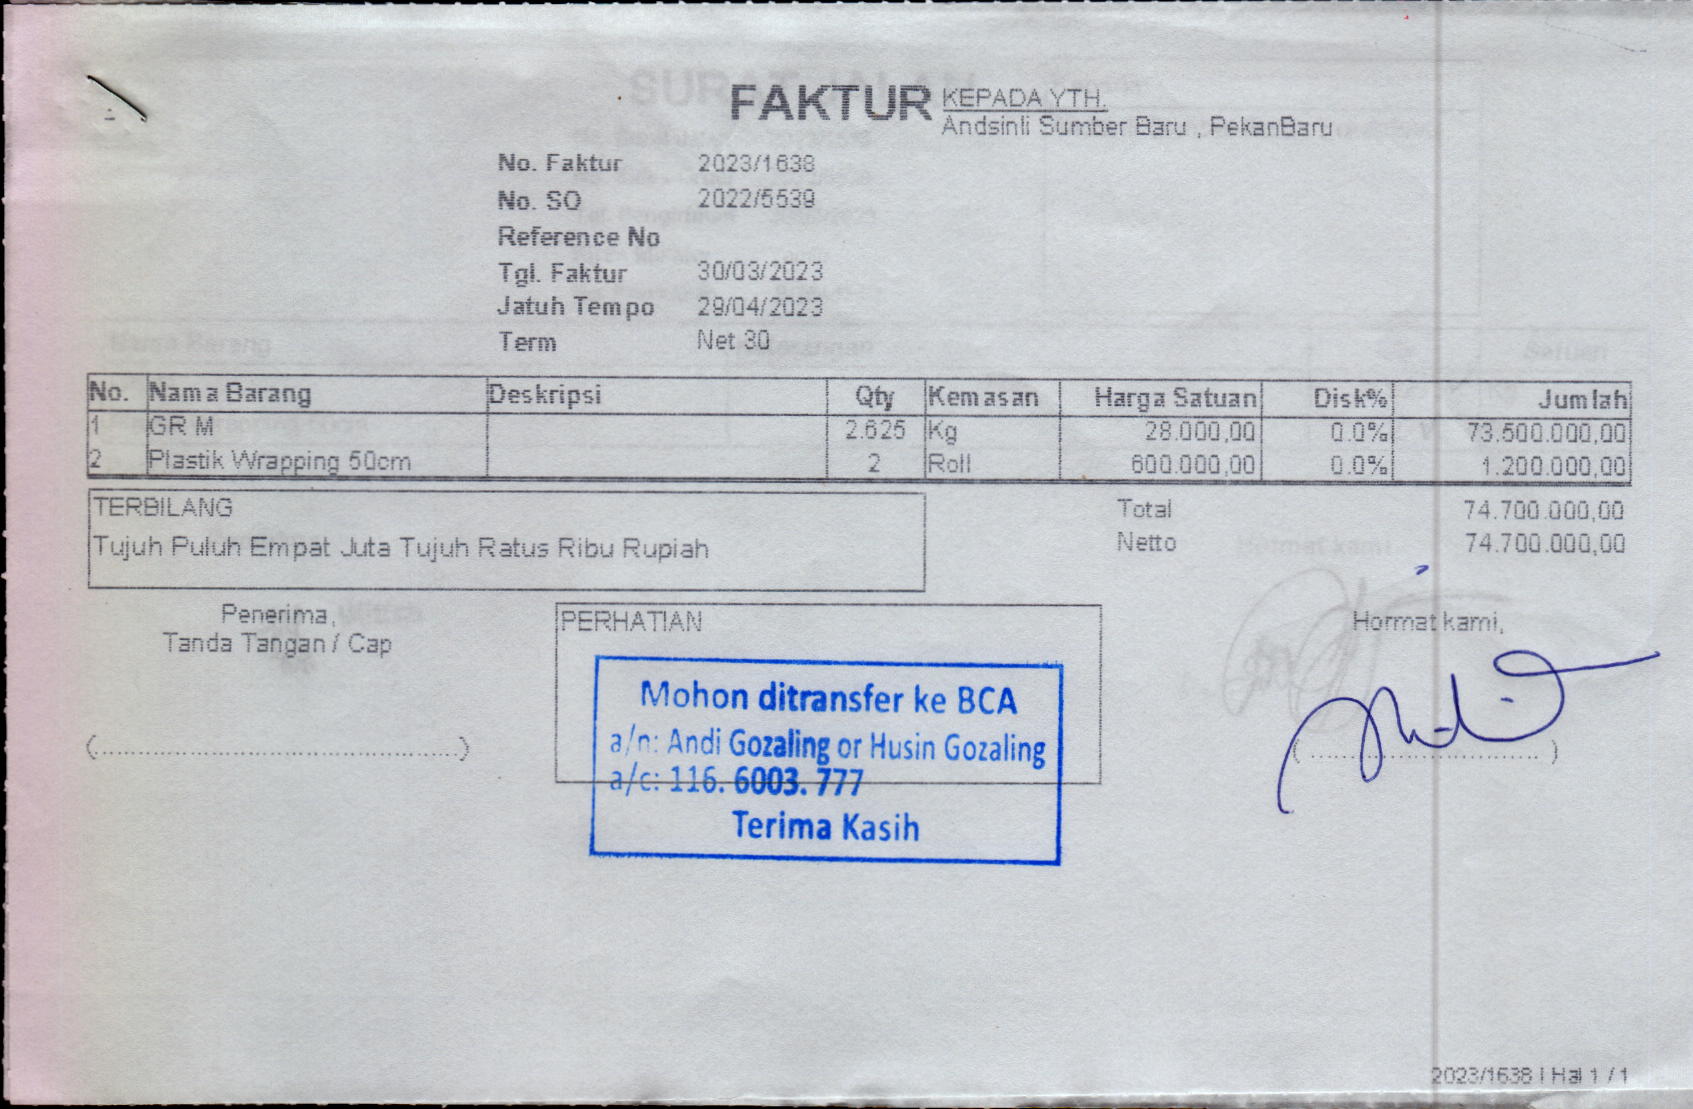 FAKTUR
KEPADA YTH.
Andsinli Sumber Baru , PekanBaru
No. Faktur 2023/1638
No. SO 2022/5539
Reference No
Tgl. Faktur 30/03/2023
Jatuh Tempo 29/04/2023
Term Net 30
No. Nama Barang Deskripsi Qty Kemasan Harga Satuan Disk% Jumlah
1 GR M 2.625 Kg 28.000,00 0.0% 73.500.000,00
2 Plastik Wrapping 50cm 2 Roll 600.000,00 0.0% 1.200.000,00
TERBILANG
Tujuh Puluh Empat Juta Tujuh Ratus Ribu Rupiah
Total 74.700.000,00
Netto 74.700.000,00
Penerima,
Tanda Tangan / Cap
(....................................................)
PERHATIAN
Mohon ditransfer ke BCA
a/n: Andi Gozaling or Husin Gozaling
a/c: 116. 6003. 777
Terima Kasih
Hormat kami,
(.................................)
2023/1638 | Hal 1 / 1